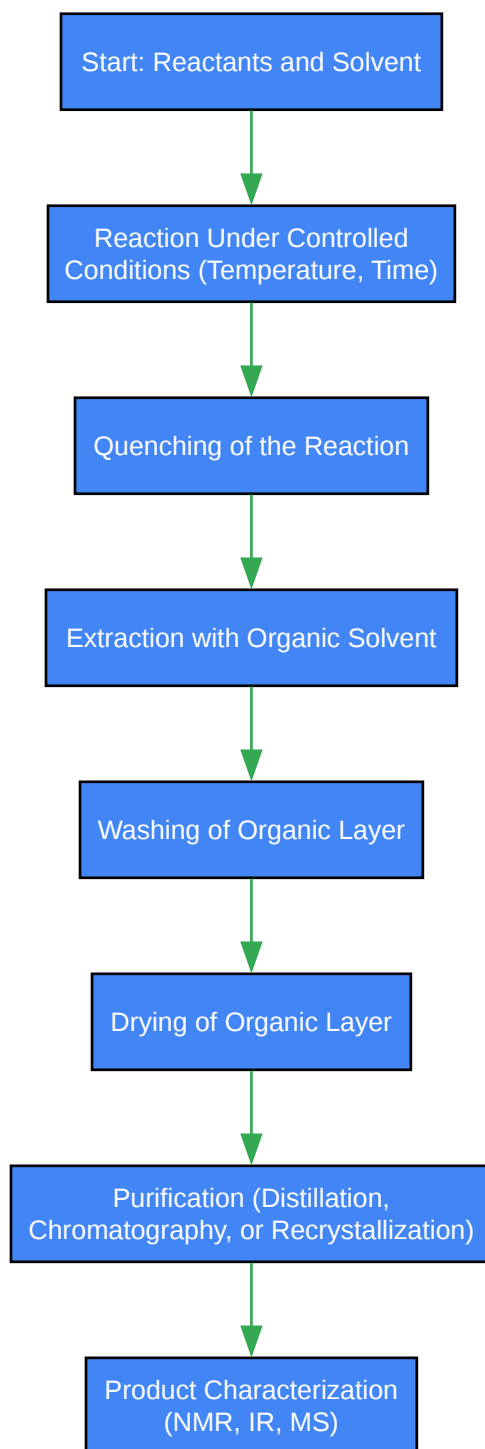 Start: Reactants and Solvent
Reaction Under Controlled
Conditions (Temperature, Time)
Quenching of the Reaction
Extraction with Organic Solvent
Washing of Organic Layer
Drying of Organic Layer
Purification (Distillation,
Chromatography, or Recrystallization)
Product Characterization
(NMR, IR, MS)